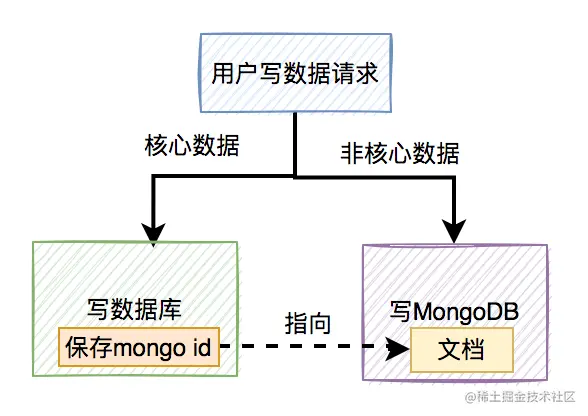 用户写数据请求
核心数据
非核心数据
写数据库
保存mongo id
指向
写MongoDB
文档
@稀土掘金技术社区